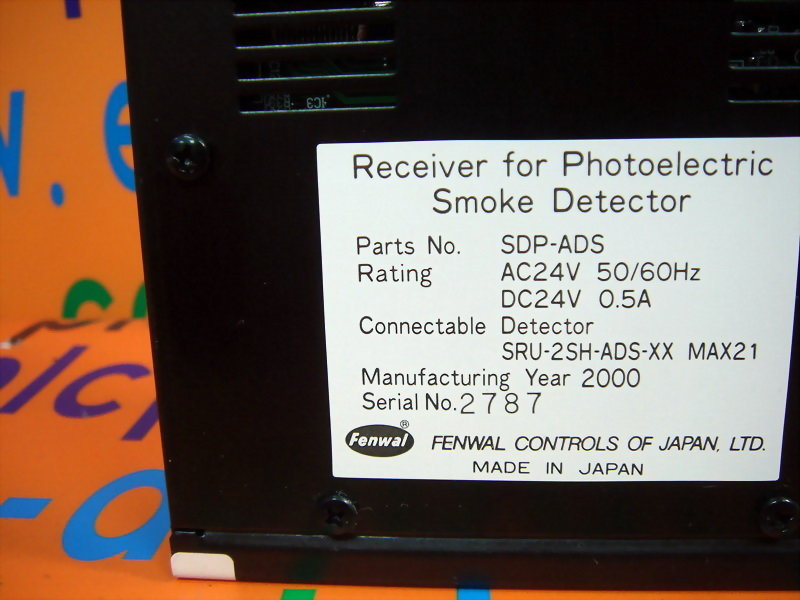 Receiver for Photoelectric
Smoke Detector
Parts No. SDP-ADS
Rating AC24V 50/60Hz
DC24V 0.5A
Connectable Detector
SRU-2SH-ADS-XX MAX21
Manufacturing Year 2000
Serial No. 2787
Fenwal® FENWAL CONTROLS OF JAPAN, LTD.
MADE IN JAPAN